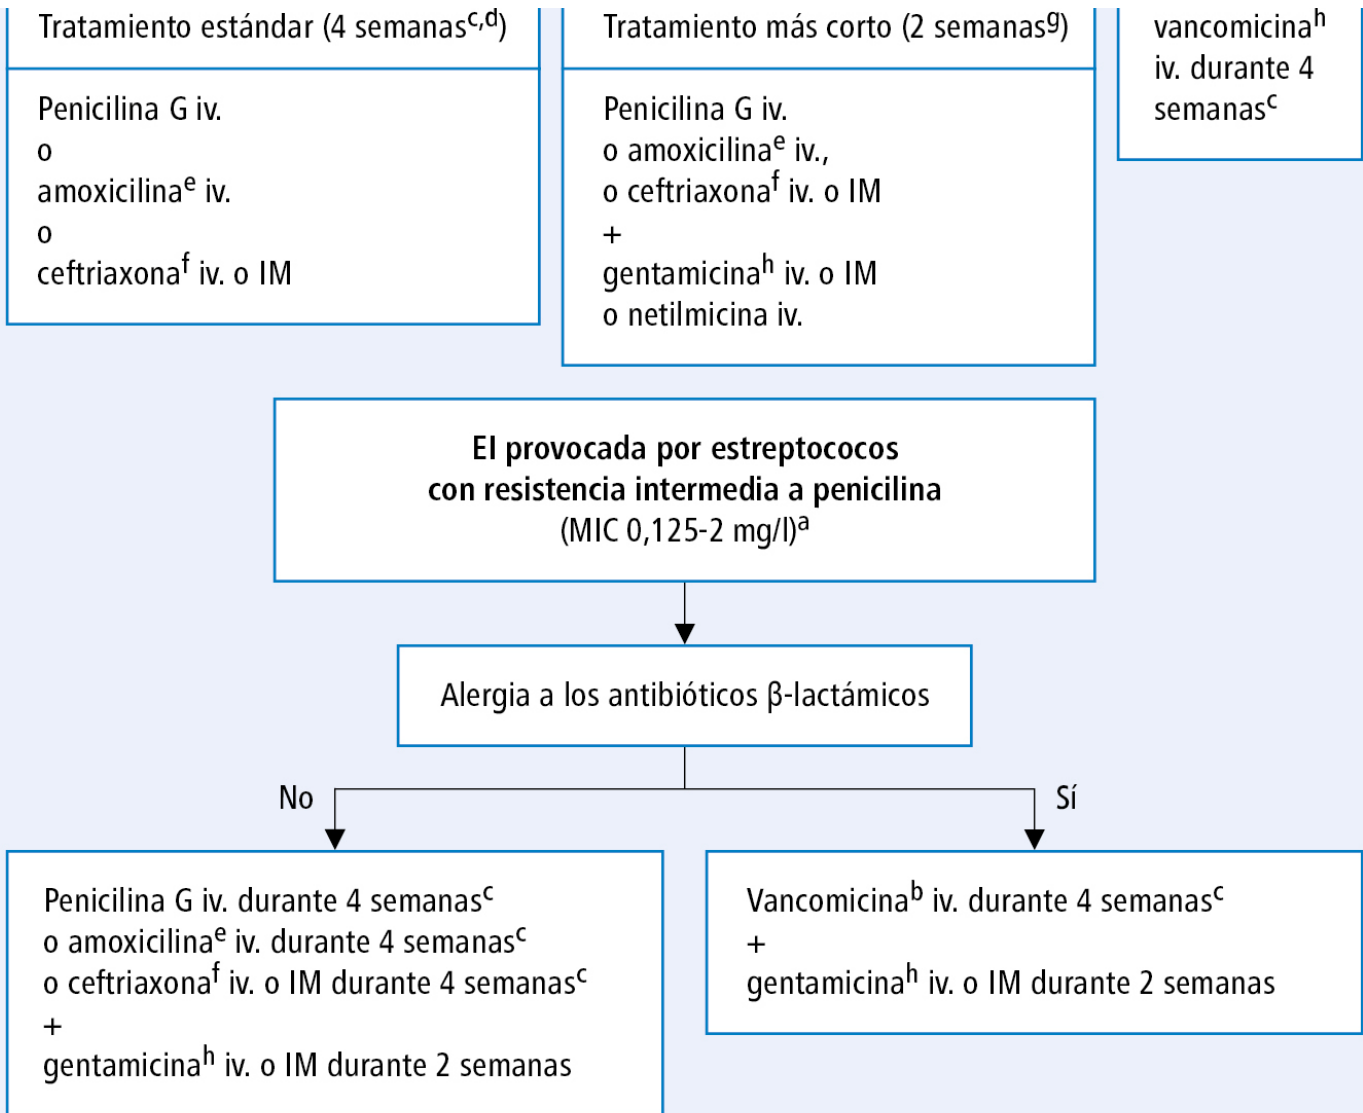 Tratamiento estándar (4 semanasc,d)
Penicilina G iv.
o
amoxicilinae iv.
o
ceftriaxonaf iv. o IM
Tratamiento más corto (2 semanasg)
Penicilina G iv.
o amoxicilinae iv.,
o ceftriaxonaf iv. o IM
+
gentamicinah iv. o IM
o netilmicina iv.
vancomicinah
iv. durante 4
semanasc
EI provocada por estreptococos
con resistencia intermedia a penicilina
(MIC 0,125-2 mg/l)a
Alergia a los antibióticos β-lactámicos
No
Sí
Penicilina G iv. durante 4 semanasc
o amoxicilinae iv. durante 4 semanasc
o ceftriaxonaf iv. o IM durante 4 semanasc
+
gentamicinah iv. o IM durante 2 semanas
Vancomicinab iv. durante 4 semanasc
+
gentamicinah iv. o IM durante 2 semanas